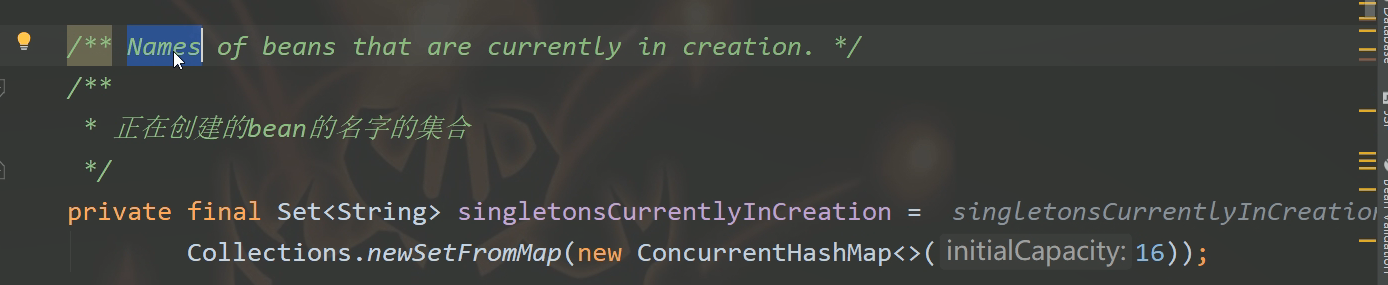 /** Names of beans that are currently in creation. */
/**
* 正在创建的bean的名字的集合
*/
private final Set<String> singletonsCurrentlyInCreation = singletonsCurrentlyInCreation
Collections.newSetFromMap(new ConcurrentHashMap<>( initialCapacity: 16));
Database